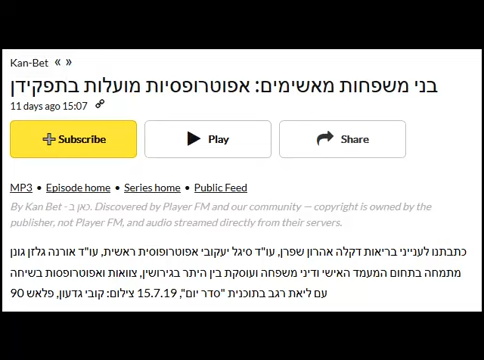 Kan-Bet « »
בני משפחות מאשימים: אפוטרופסיות מועלות בתפקידן
11 days ago 15:07
Subscribe
Play
Share
MP3 • Episode home • Series home • Public Feed
By Kan Bet - כאן ב. Discovered by Player FM and our community — copyright is owned by the
publisher, not Player FM, and audio streamed directly from their servers.
כתבתנו לענייני בריאות דקלה אהרון שפרן, עו"ד סיגל יעקובי אפוטרופוסית ראשית, עו"ד אורנה גלזן גונן
מתמחה בתחום המעמד האישי ודיני משפחה ועוסקת בין היתר בגירושין, צוואות ואפוטרופסות בשיחה
עם ליאת רגב בתוכנית "סדר יום", 15.7.19 צילום: קובי גדעון, פלאש 90